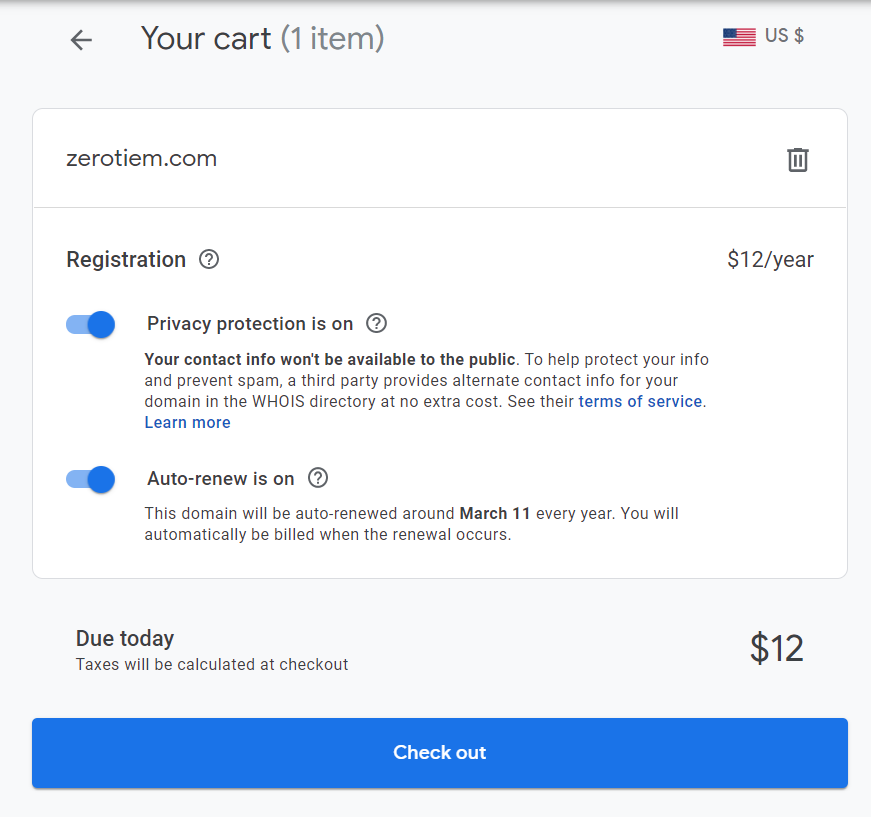 Your cart (1 item)
US $
zerotiem.com
Registration
$12/year
Privacy protection is on
Your contact info won't be available to the public. To help protect your info
and prevent spam, a third party provides alternate contact info for your
domain in the WHOIS directory at no extra cost. See their terms of service.
Learn more
Auto-renew is on
This domain will be auto-renewed around March 11 every year. You will
automatically be billed when the renewal occurs.
Due today
$12
Taxes will be calculated at checkout
Check out